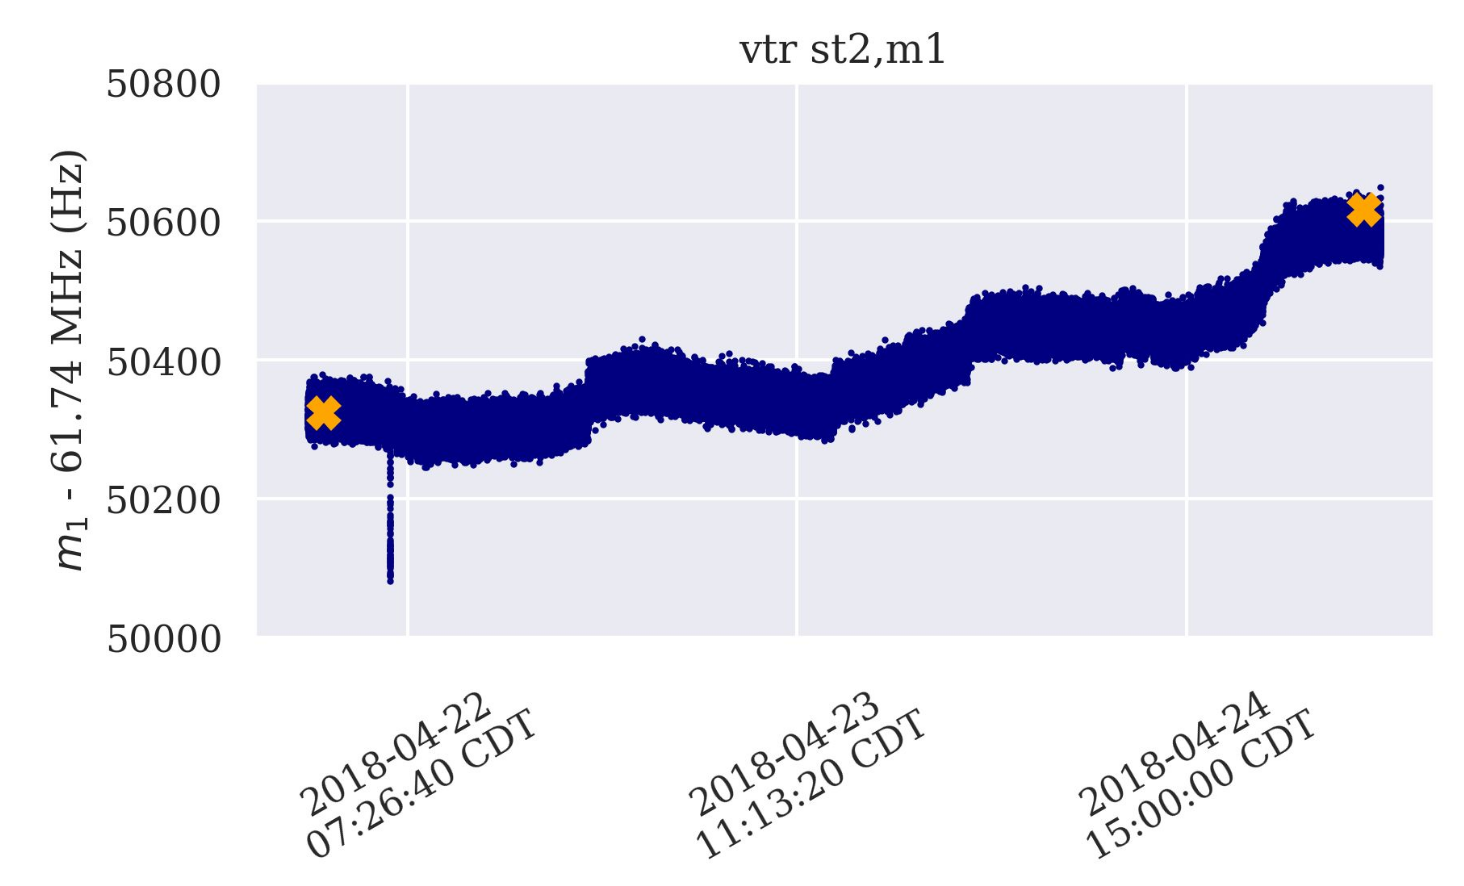 vtr st2,m1
m₁ - 61.74 MHz (Hz)
50800
50600
50400
50200
50000
2018-04-22
07:26:40 CDT
2018-04-23
11:13:20 CDT
2018-04-24
15:00:00 CDT